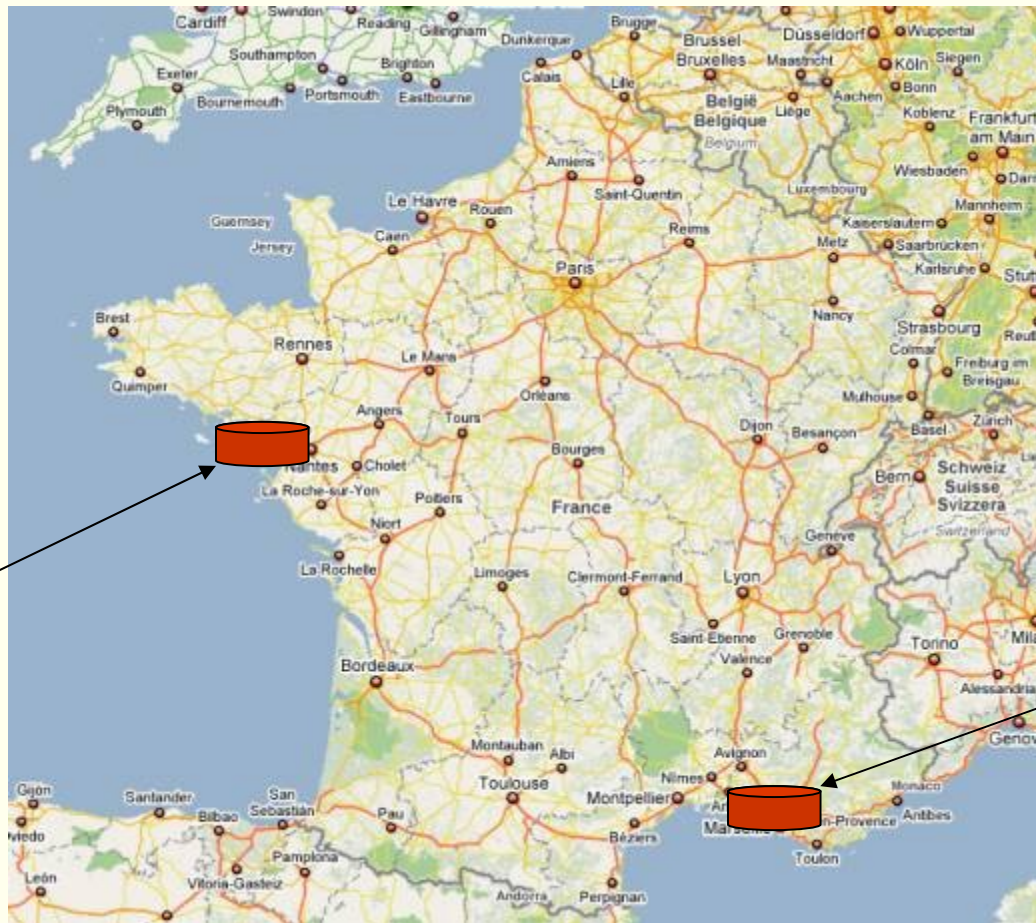 Cardiff
Swindon
Reading
Gillingham
Southampton
Brighton
Exeter
Bournemouth
Portsmouth
Eastbourne
Plymouth
Dunkerque
Calais
Brugge
Brussel
Bruxelles
Lille
België
Belgique
Belgium
Maastricht
Liège
Aachen
Düsseldorf
Wuppertal
Köln
Siegen
Bonn
Koblenz
Frankfurt
am Main
Wiesbaden
Mannheim
Luxembourg
Kaiserslautern
Saarbrücken
Karlsruhe
Amiens
Saint-Quentin
Le Havre
Rouen
Guernsey
Jersey
Caen
Reims
Metz
Paris
Nancy
Strasbourg
Brest
Rennes
Le Mans
Colmar
Freiburg im
Breisgau
Quimper
Orléans
Mulhouse
Angers
Tours
Dijon
Besançon
Basel
Zürich
Nantes
Cholet
Bourges
Bern
Schweiz
Suisse
Svizzera
Switzerland
La Roche-sur-Yon
Poitiers
France
Niort
Genève
La Rochelle
Limoges
Clermont-Ferrand
Lyon
Saint-Etienne
Grenoble
Torino
Valence
Bordeaux
Alessandria
Montauban
Albi
Avignon
Gijón
Santander
San
Sebastián
Toulouse
Nîmes
Montpellier
Monaco
Bilbao
Pau
Béziers
Antibes
Toulon
Pamplona
León
Vitoria-Gasteiz
Andorra
Perpignan